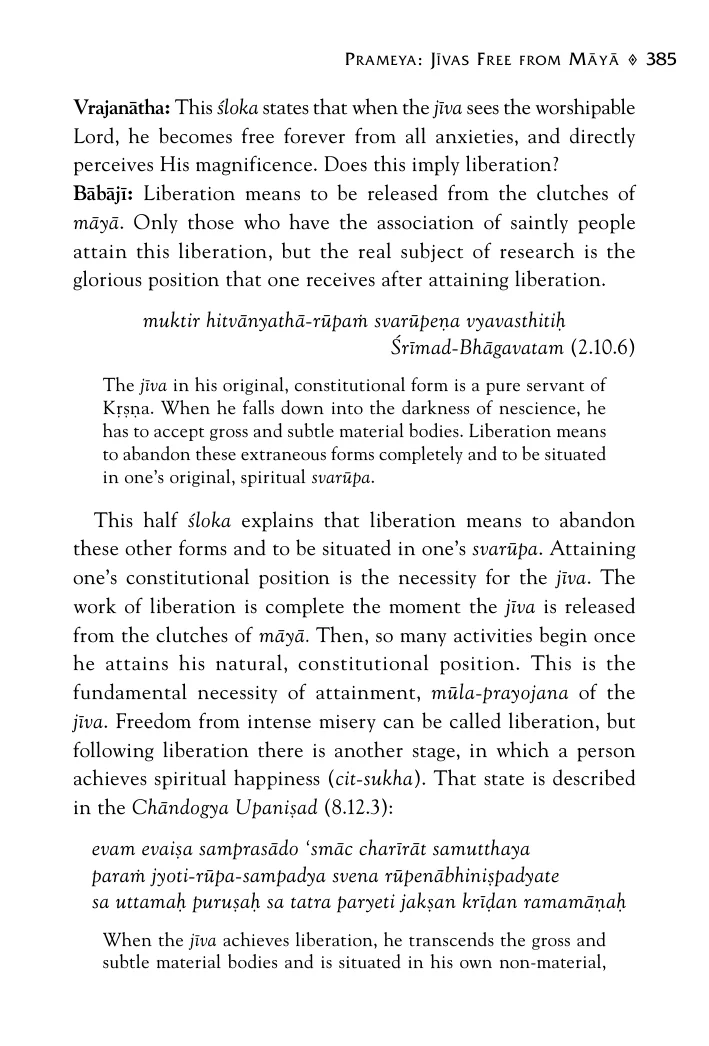 Prameya: Jīvas Free from Māyā ◈ 385
Vrajanātha: This śloka states that when the jīva sees the worshipable
Lord, he becomes free forever from all anxieties, and directly
perceives His magnificence. Does this imply liberation?
Bābājī: Liberation means to be released from the clutches of
māyā. Only those who have the association of saintly people
attain this liberation, but the real subject of research is the
glorious position that one receives after attaining liberation.
muktir hitvānyathā-rūpaṁ svarūpeṇa vyavasthitiḥ
Śrīmad-Bhāgavatam (2.10.6)
The jīva in his original, constitutional form is a pure servant of
Kṛṣṇa. When he falls down into the darkness of nescience, he
has to accept gross and subtle material bodies. Liberation means
to abandon these extraneous forms completely and to be situated
in one’s original, spiritual svarūpa.
This half śloka explains that liberation means to abandon
these other forms and to be situated in one’s svarūpa. Attaining
one’s constitutional position is the necessity for the jīva. The
work of liberation is complete the moment the jīva is released
from the clutches of māyā. Then, so many activities begin once
he attains his natural, constitutional position. This is the
fundamental necessity of attainment, mūla-prayojana of the
jīva. Freedom from intense misery can be called liberation, but
following liberation there is another stage, in which a person
achieves spiritual happiness (cit-sukha). That state is described
in the Chāndogya Upaniṣad (8.12.3):
evam evaiṣa samprasādo ‘smāc charīrāt samutthaya
paraṁ jyoti-rūpa-sampadya svena rūpenābhiniṣpadyate
sa uttamaḥ puruṣaḥ sa tatra paryeti jakṣan krīḍan ramamāṇaḥ
When the jīva achieves liberation, he transcends the gross and
subtle material bodies and is situated in his own non-material,